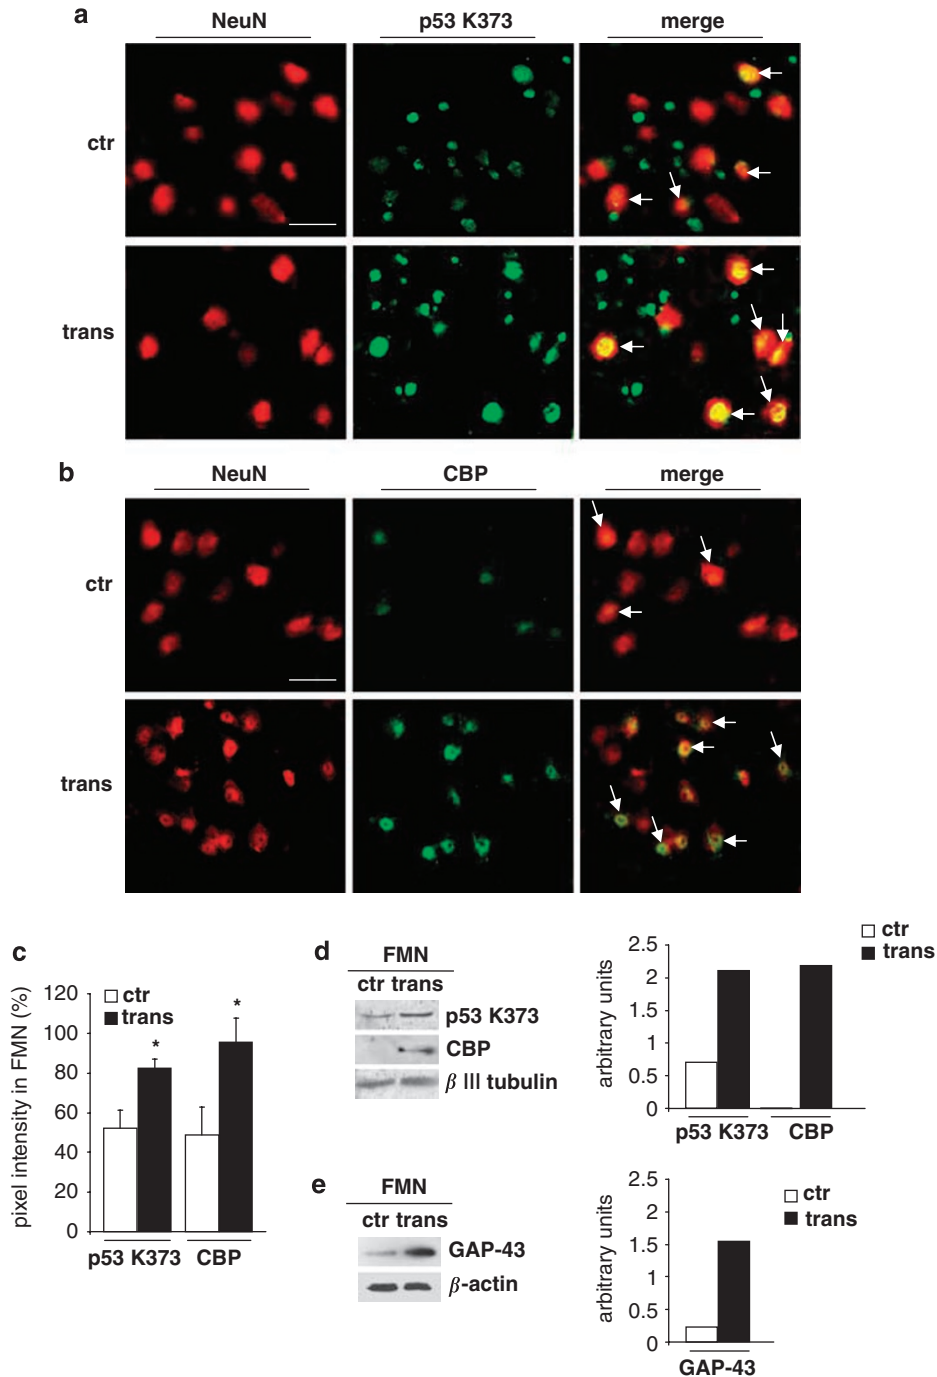 a
NeuN
p53 K373
merge
ctr
trans
b
NeuN
CBP
merge
ctr
trans
c
pixel intensity in FMN (%)
120
100
80
60
40
20
0
ctr
trans
*
*
p53 K373
CBP
d
FMN
ctr trans
p53 K373
CBP
β III tubulin
arbitrary units
2.5
2
1.5
1
0.5
0
ctr
trans
p53 K373
CBP
e
FMN
ctr trans
GAP-43
β-actin
arbitrary units
2.5
2
1.5
1
0.5
0
ctr
trans
GAP-43